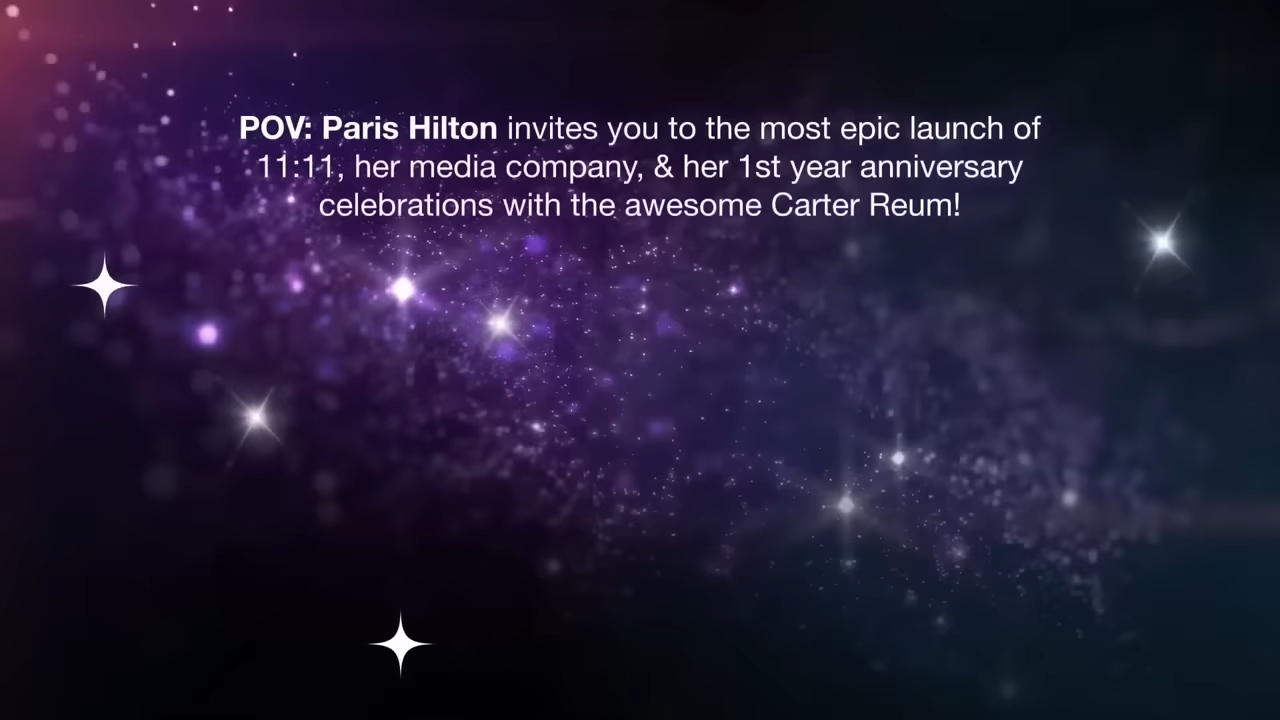 POV: Paris Hilton invites you to the most epic launch of
11:11, her media company, & her 1st year anniversary
celebrations with the awesome Carter Reum!